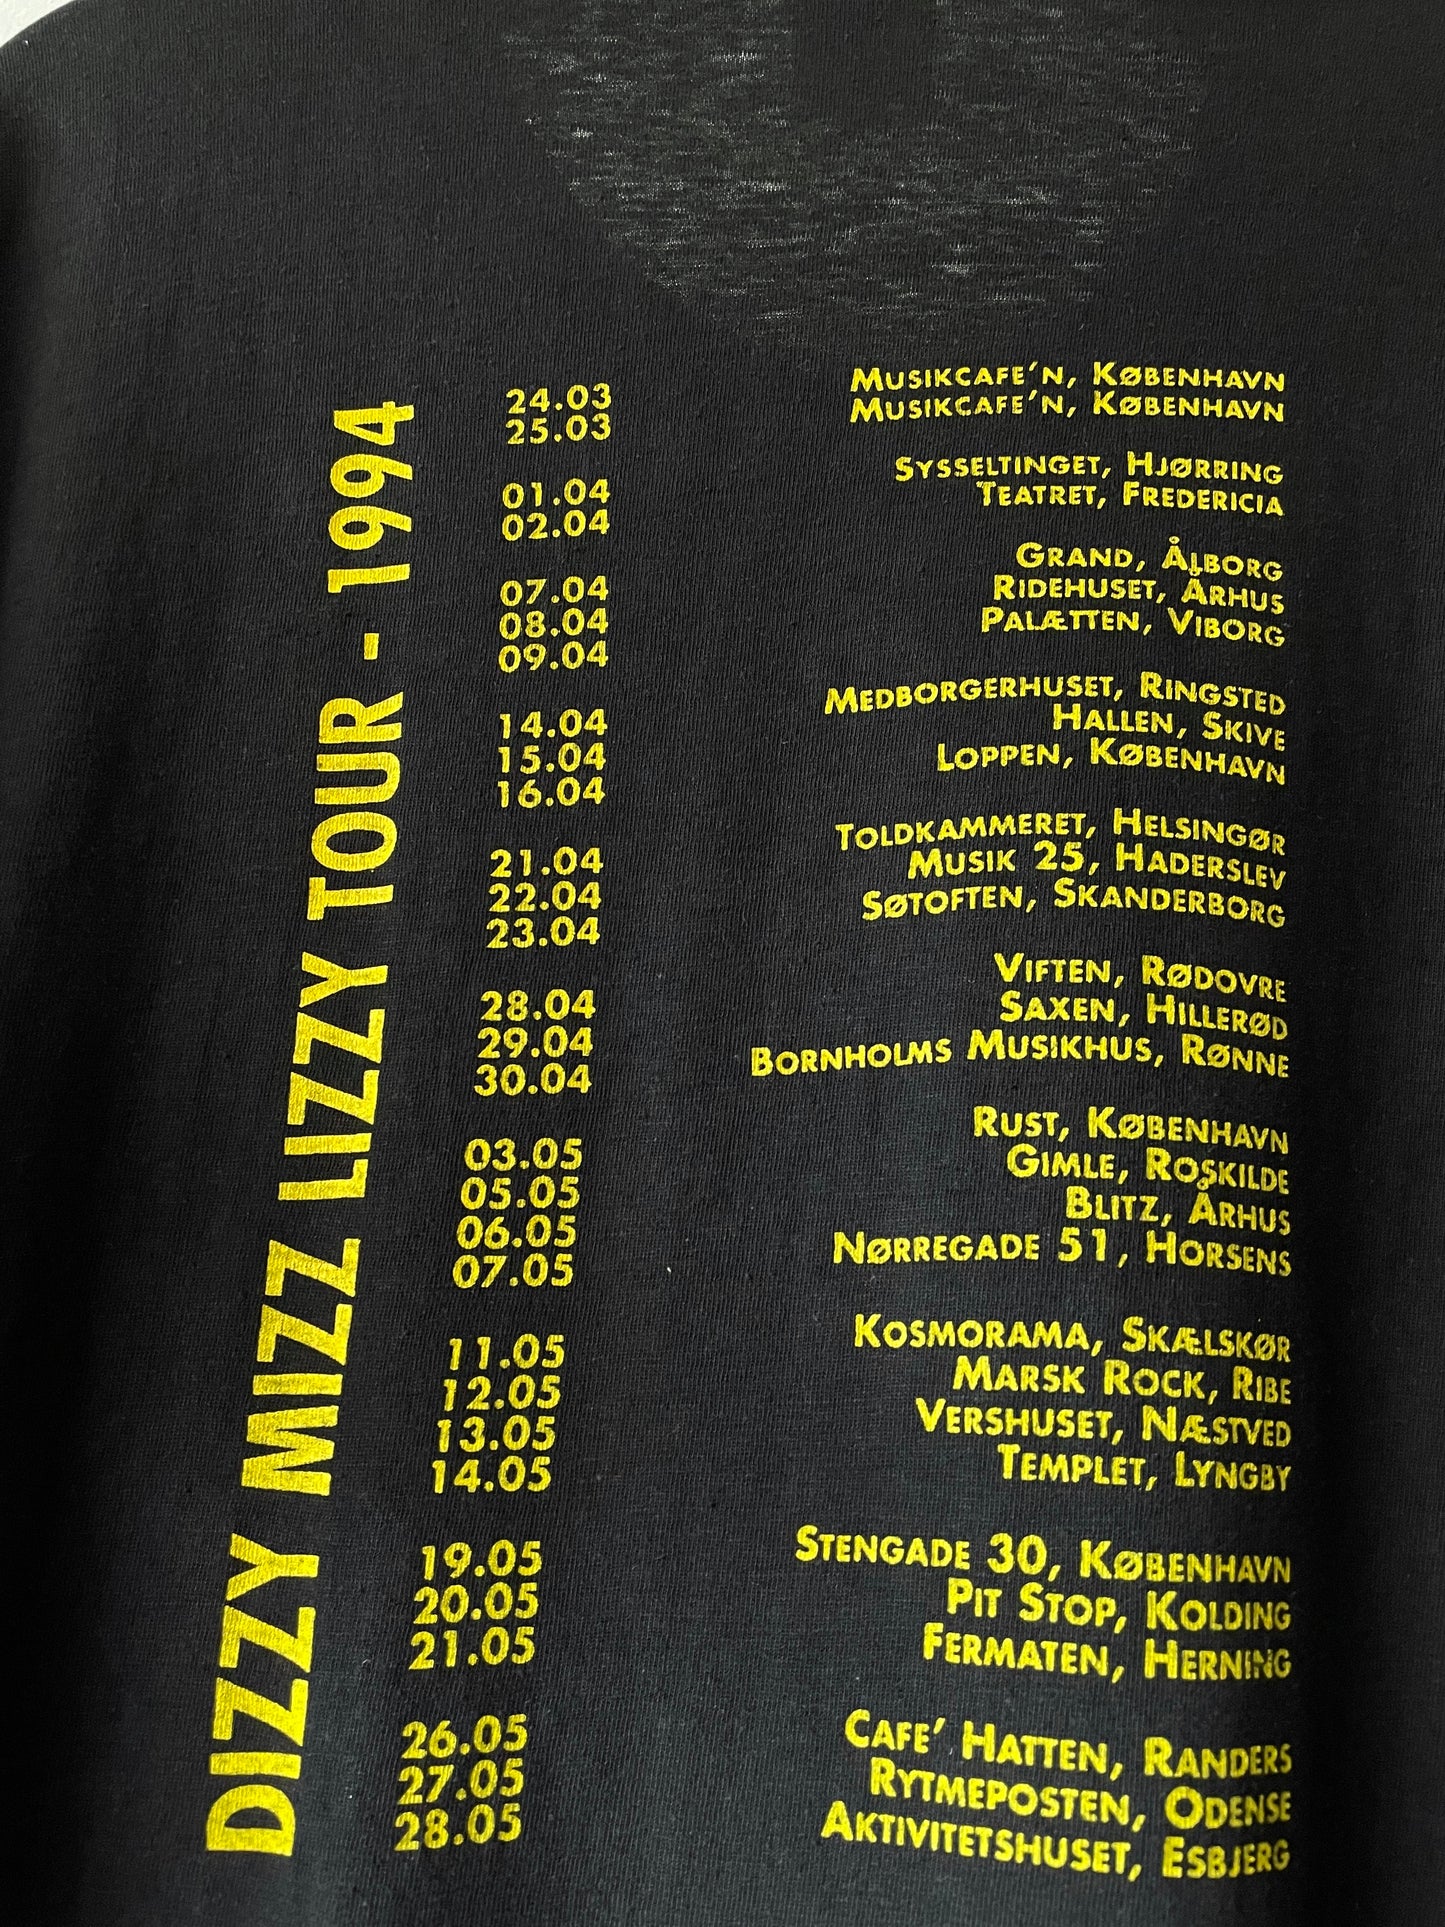 DIZZY MIZZ LIZZY TOUR - 1994
24.03 MUSIKCAFE'N, KØBENHAVN
25.03 MUSIKCAFE'N, KØBENHAVN
01.04 SYSSELTINGET, HJØRRING
02.04 TEATRET, FREDERICIA
07.04 GRAND, ÅLBORG
08.04 RIDEHUSET, ÅRHUS
09.04 PALÆTTEN, VIBORG
14.04 MEDBORGERHUSET, RINGSTED
15.04 HALLEN, SKIVE
16.04 LOPPEN, KØBENHAVN
21.04 TOLDKAMMERET, HELSINGØR
22.04 MUSIK 25, HADERSLEV
23.04 SØTOFTEN, SKANDERBORG
28.04 VIFTEN, RØDOVRE
29.04 SAXEN, HILLERØD
30.04 BORNHOLMS MUSIKHUS, RØNNE
03.05 RUST, KØBENHAVN
05.05 GIMLE, ROSKILDE
06.05 BLITZ, ÅRHUS
07.05 NØRREGADE 51, HORSENS
11.05 KOSMORAMA, SKÆLSKØR
12.05 MARSK ROCK, RIBE
13.05 VERSHUSET, NÆSTVED
14.05 TEMPLET, LYNGBY
19.05 STENGADE 30, KØBENHAVN
20.05 PIT STOP, KOLDING
21.05 FERMATEN, HERNING
26.05 CAFE' HATTEN, RANDERS
27.05 RYTMEPOSTEN, ODENSE
28.05 AKTIVITETSHUSET, ESBJERG